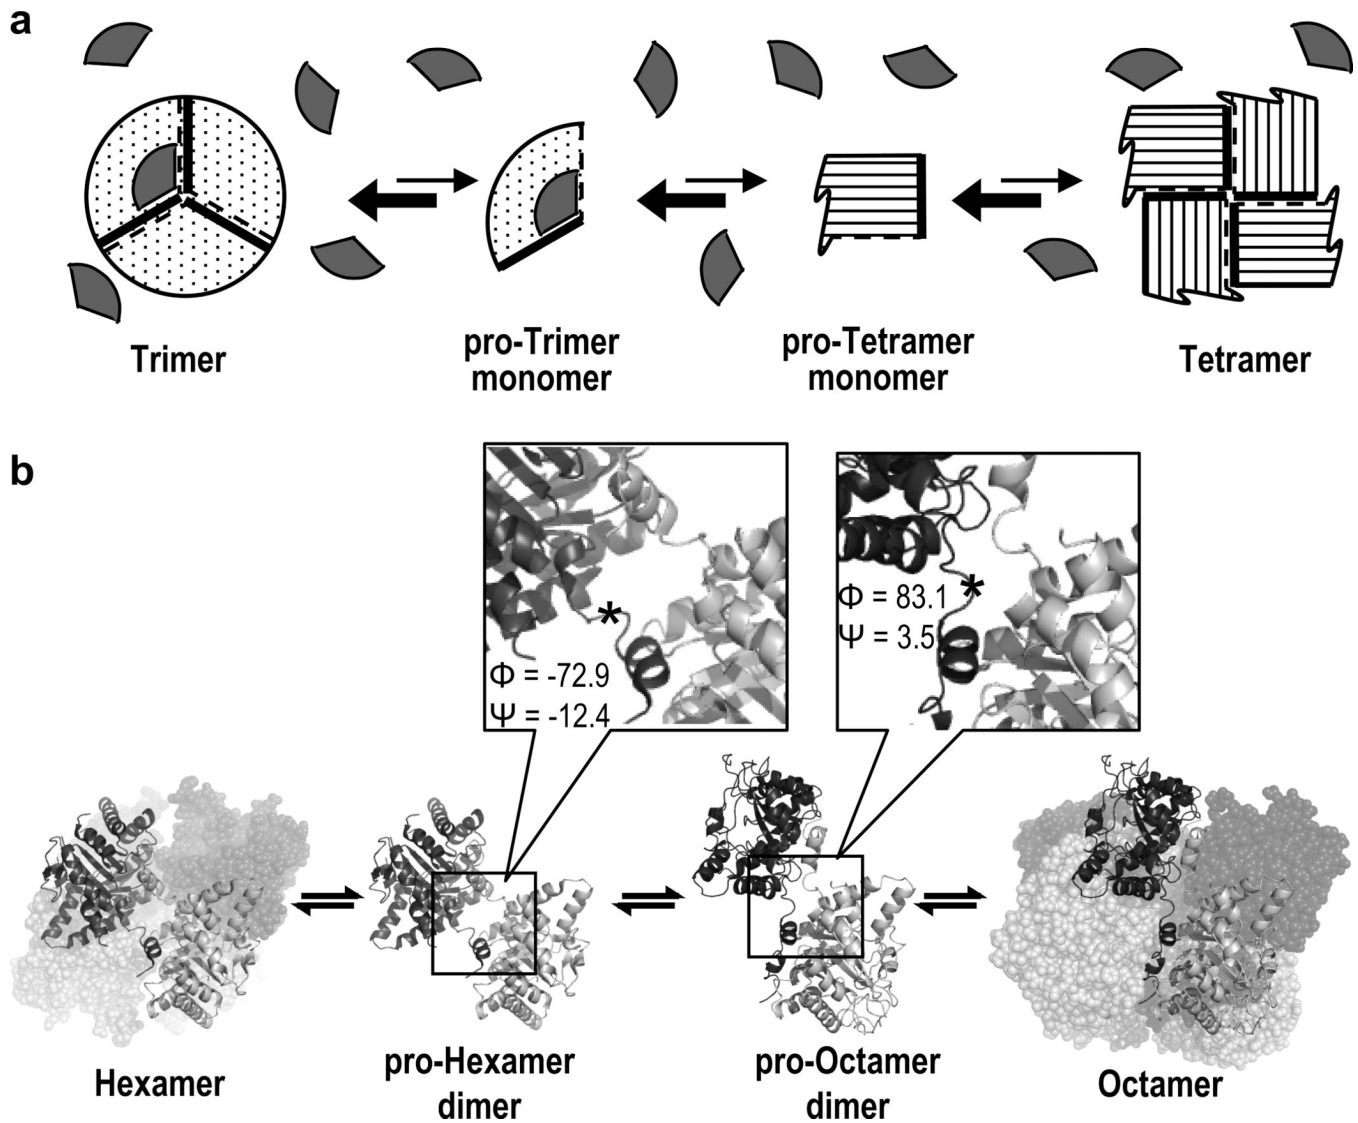 a
Trimer
pro-Trimer
monomer
pro-Tetramer
monomer
Tetramer
b
Φ = -72.9
Ψ = -12.4
*
Φ = 83.1
Ψ = 3.5
*
Hexamer
pro-Hexamer
dimer
pro-Octamer
dimer
Octamer